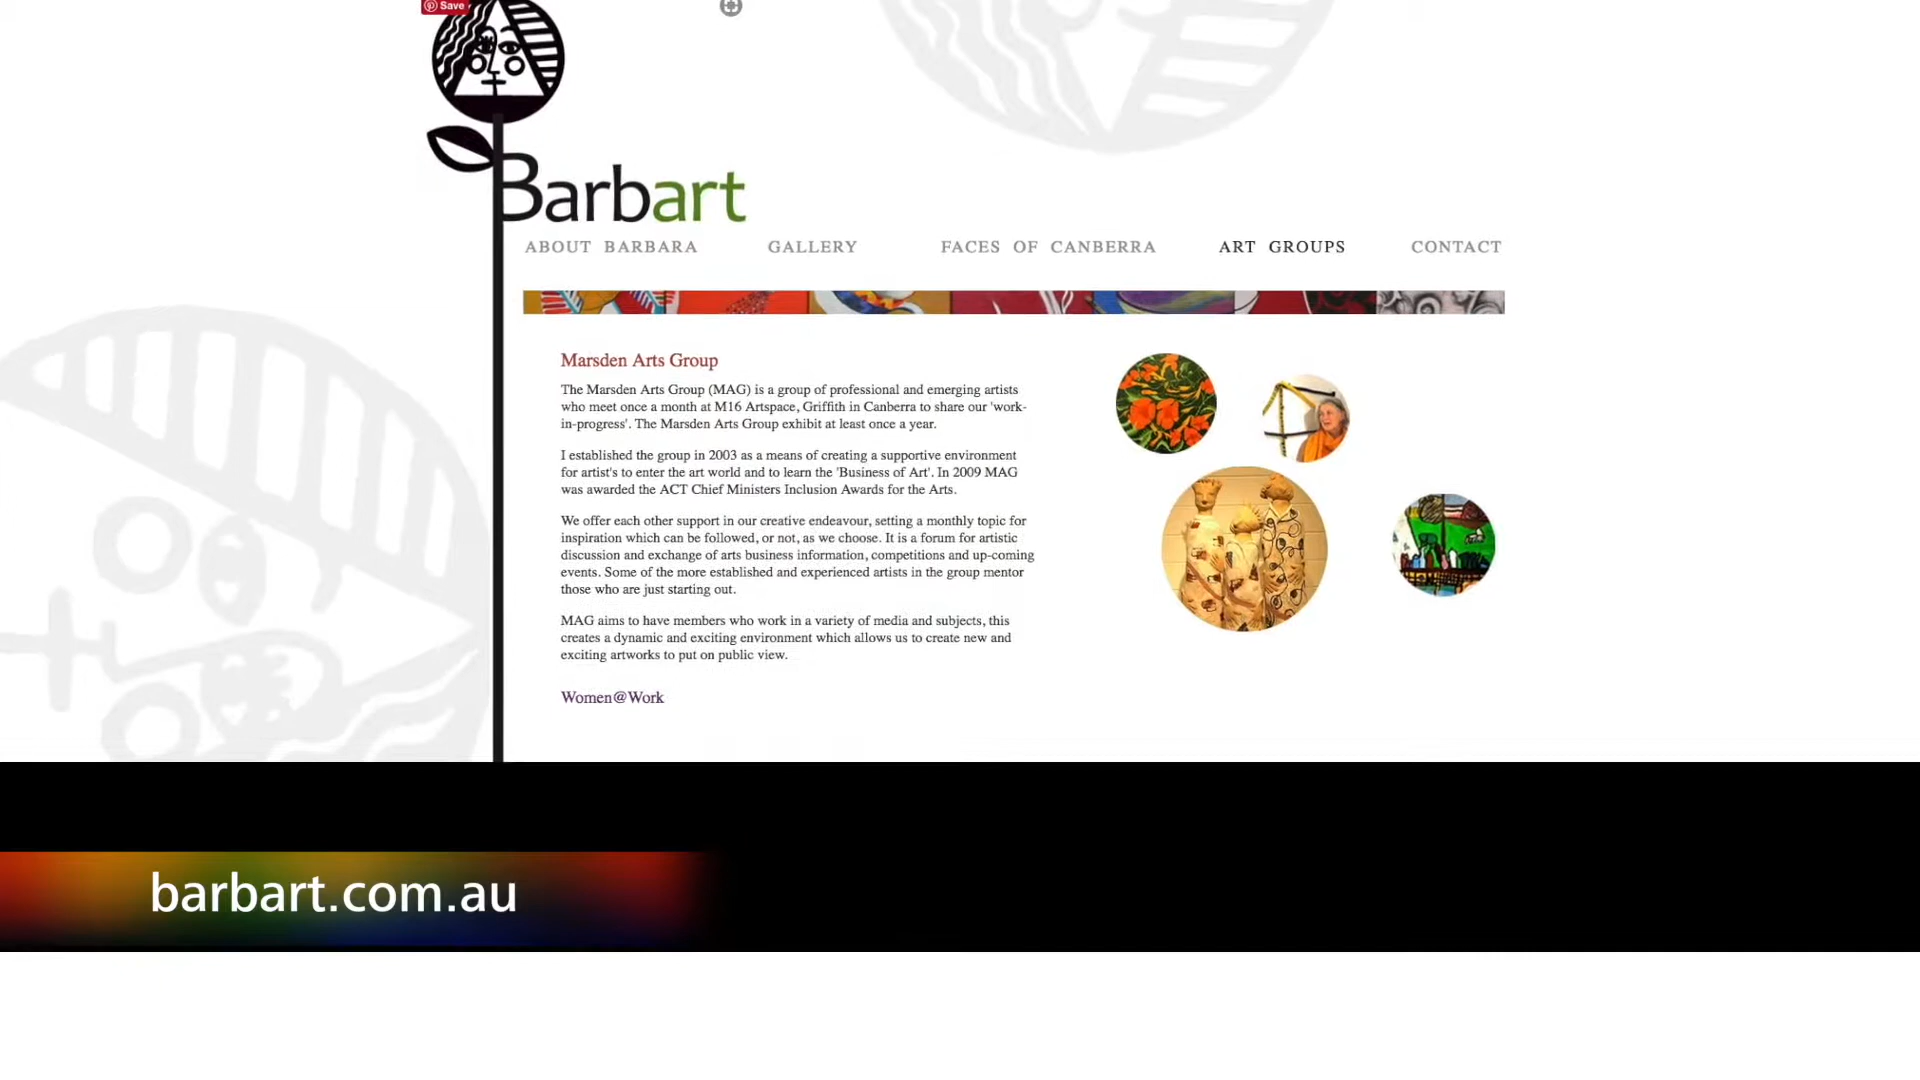 Save
Barbart
ABOUT BARBARA GALLERY FACES OF CANBERRA ART GROUPS CONTACT
Marsden Arts Group
The Marsden Arts Group (MAG) is a group of professional and emerging artists
who meet once a month at M16 Artspace, Griffith in Canberra to share our 'work-
in-progress'. The Marsden Arts Group exhibit at least once a year.
I established the group in 2003 as a means of creating a supportive environment
for artist's to enter the art world and to learn the 'Business of Art'. In 2009 MAG
was awarded the ACT Chief Ministers Inclusion Awards for the Arts.
We offer each other support in our creative endeavour, setting a monthly topic for
inspiration which can be followed, or not, as we choose. It is a forum for artistic
discussion and exchange of arts business information, competitions and up-coming
events. Some of the more established and experienced artists in the group mentor
those who are just starting out.
MAG aims to have members who work in a variety of media and subjects, this
creates a dynamic and exciting environment which allows us to create new and
exciting artworks to put on public view.
Women@Work
barbart.com.au